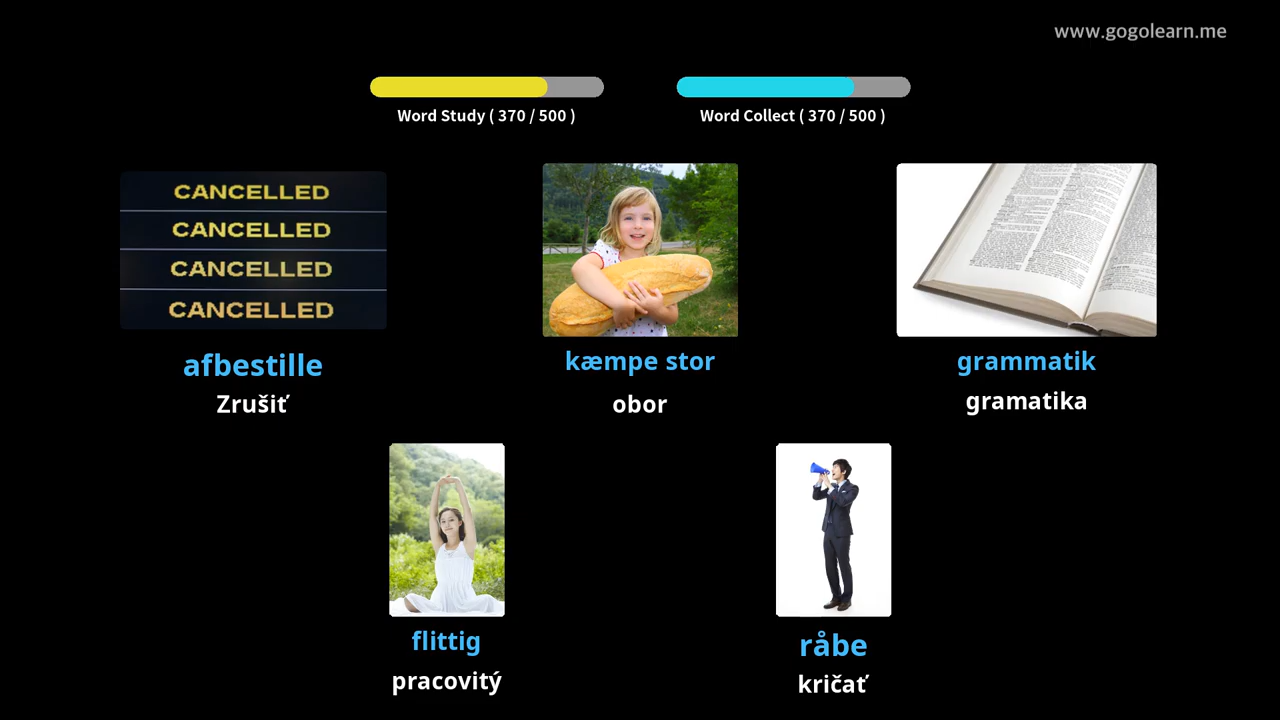 www.gogolearn.me
Word Study ( 370 / 500 )
Word Collect ( 370 / 500 )
CANCELLED
CANCELLED
CANCELLED
CANCELLED
afbestille
Zrušiť
kæmpe stor
obor
grammatik
gramatika
flittig
pracovitý
råbe
kričať